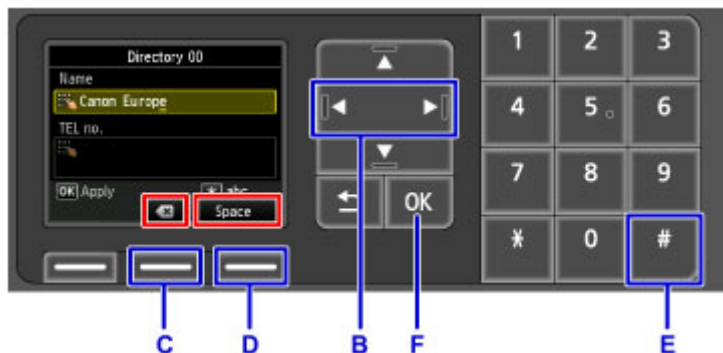 Directory 00
Name
Canon Europe
TEL no.
OK Apply
* abc
Space
OK
1 2 3
4 5 6
7 8 9
* 0 #
C D B F E